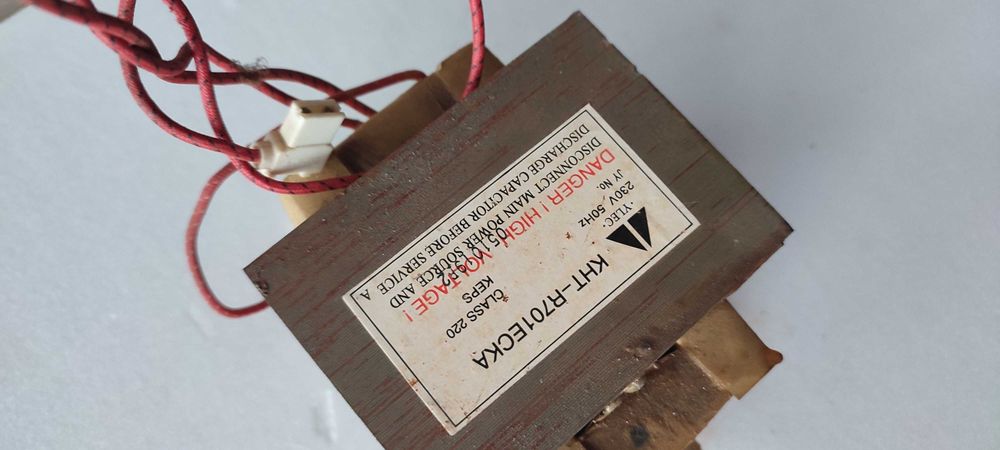 KHT-R701ECKA
·YLEC·
CLASS 220
230V 50Hz
KEPS
JY No.
DANGER ! HIGH VOLTAGE !
DISCONNECT MAIN POWER SOURCE AND
DISCHARGE CAPACITOR BEFORE SERVICE A